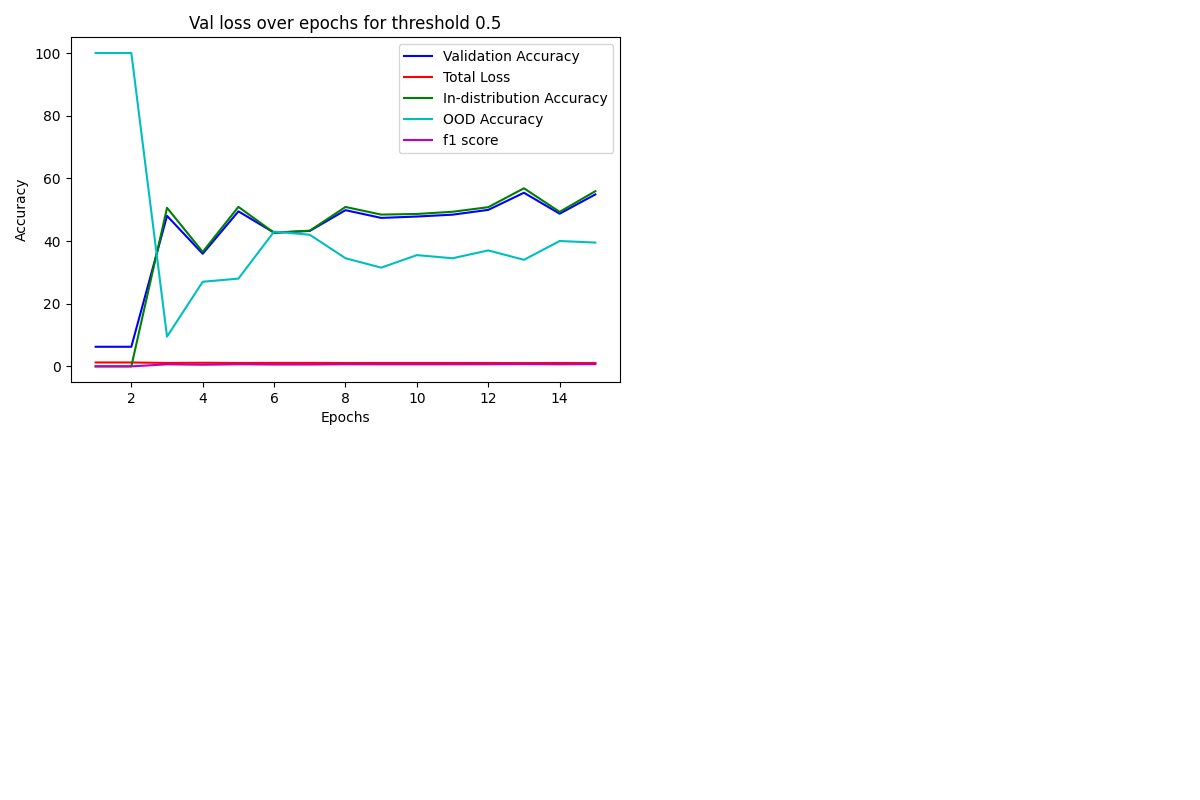 Val loss over epochs for threshold 0.5
Validation Accuracy
Total Loss
In-distribution Accuracy
OOD Accuracy
f1 score
Accuracy
100
80
60
40
20
0
2 4 6 8 10 12 14
Epochs